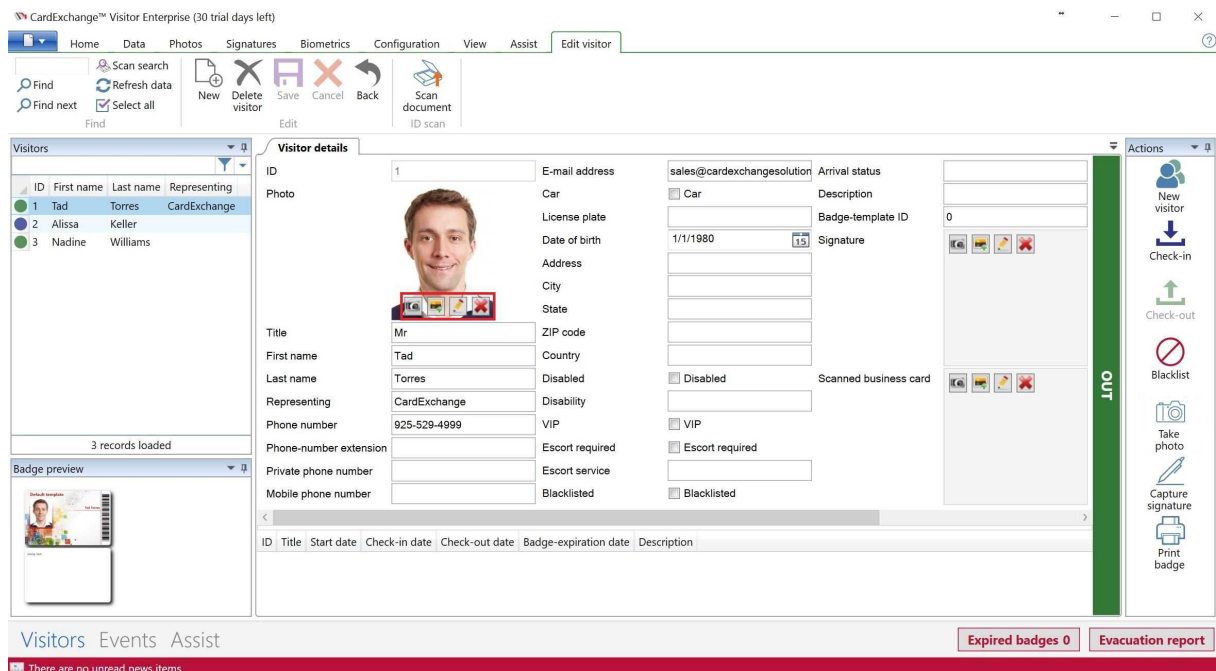 CardExchange™ Visitor Enterprise (30 trial days left)
Home Data Photos Signatures Biometrics Configuration View Assist Edit visitor
Find
Find next
Scan search
Refresh data
Select all
Find
New
Delete visitor
Save
Cancel
Back
Edit
Scan document
ID scan
Visitors
ID First name Last name Representing
1 Tad Torres CardExchange
2 Alissa Keller
3 Nadine Williams
3 records loaded
Badge preview
Default template
Visitor details
ID 1
Photo
Title Mr
First name Tad
Last name Torres
Representing CardExchange
Phone number 925-529-4999
Phone-number extension
Private phone number
Mobile phone number
E-mail address sales@cardexchangesolution
Car Car
License plate
Date of birth 1/1/1980 15
Address
City
State
ZIP code
Country
Disabled Disabled
Disability
VIP VIP
Escort required Escort required
Escort service
Blacklisted Blacklisted
Arrival status
Description
Badge-template ID 0
Signature
Scanned business card
OUT
ID Title Start date Check-in date Check-out date Badge-expiration date Description
Actions
New visitor
Check-in
Check-out
Blacklist
Take photo
Capture signature
Print badge
Visitors Events Assist
Expired badges 0 Evacuation report
There are no unread news items